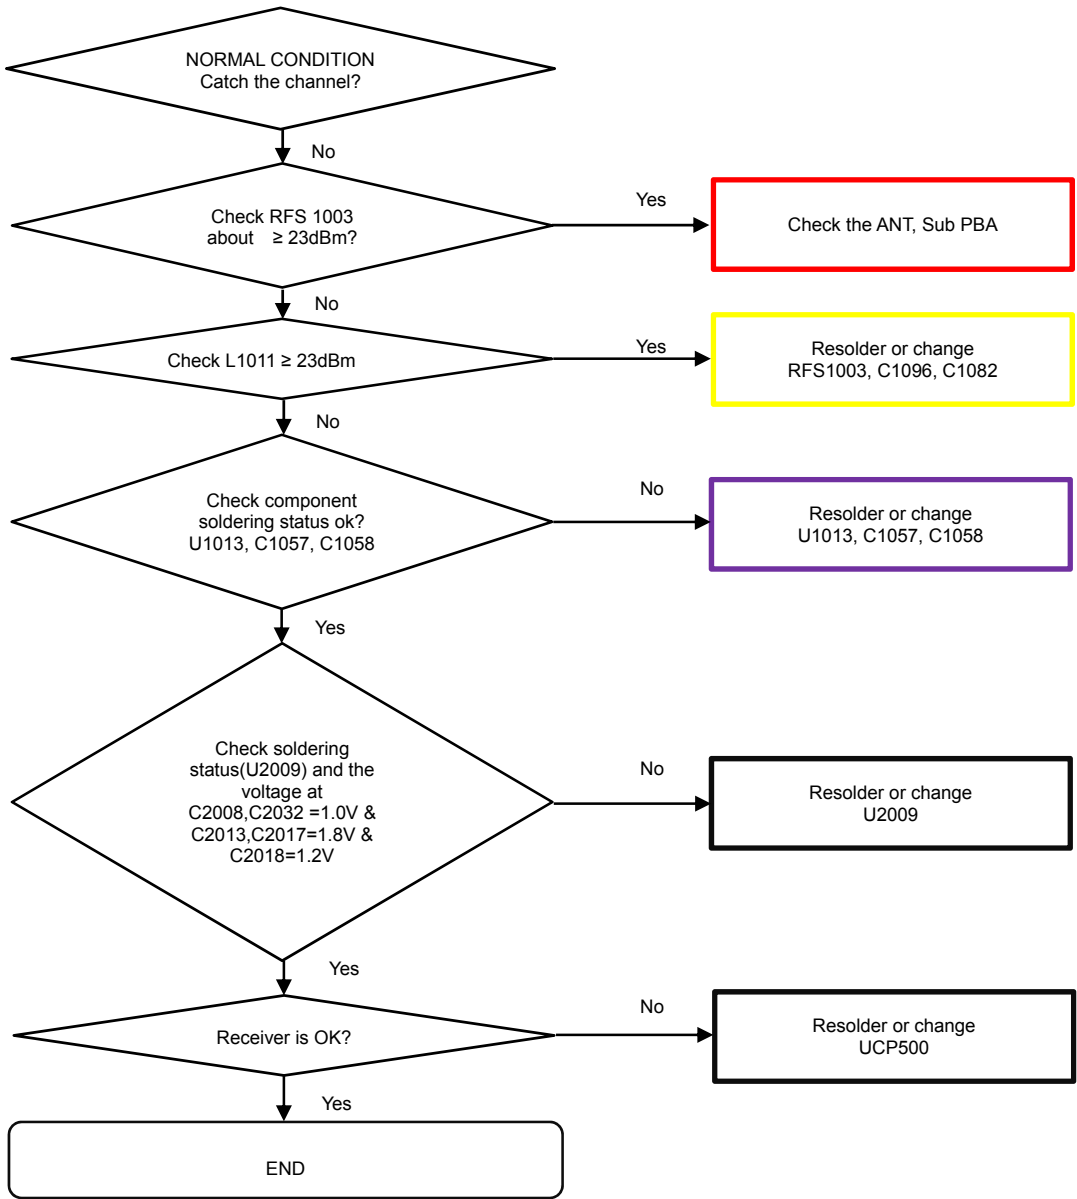 NORMAL CONDITION
Catch the channel?
No
Check RFS 1003
about ≥ 23dBm?
Yes
Check the ANT, Sub PBA
No
Check L1011 ≥ 23dBm
Yes
Resolder or change
RFS1003, C1096, C1082
No
Check component
soldering status ok?
U1013, C1057, C1058
No
Resolder or change
U1013, C1057, C1058
Yes
Check soldering
status(U2009) and the
voltage at
C2008,C2032 =1.0V &
C2013,C2017=1.8V &
C2018=1.2V
No
Resolder or change
U2009
Yes
Receiver is OK?
No
Resolder or change
UCP500
Yes
END